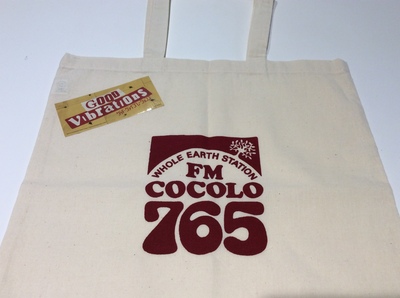 GOOD
VibRatiOnS
WHOLE EARTH STATION
FM
COCOLO
765